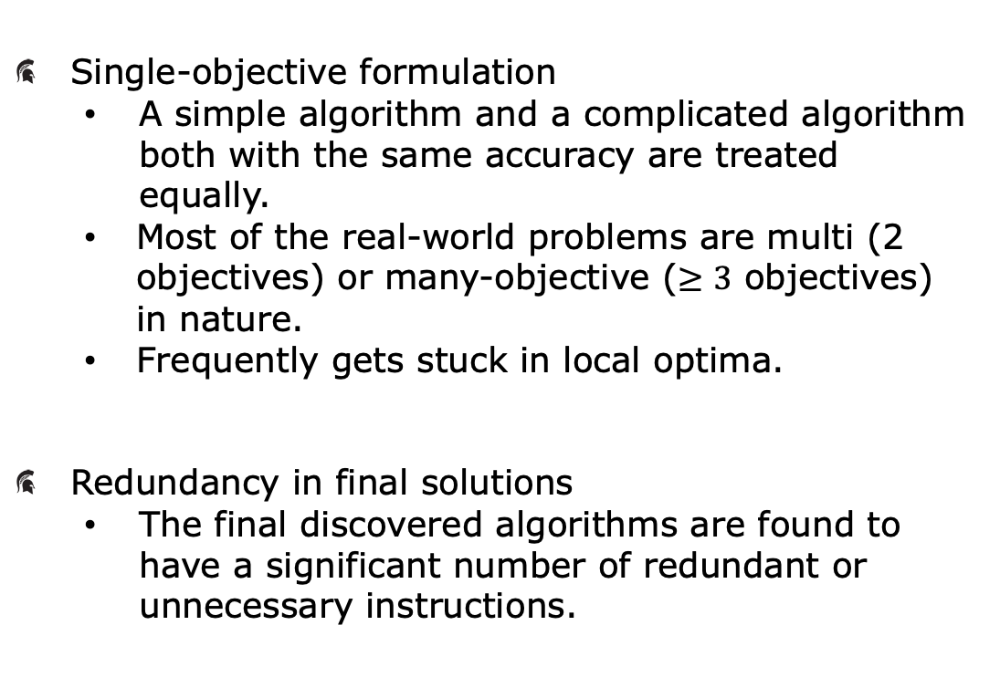 Single-objective formulation
• A simple algorithm and a complicated algorithm
both with the same accuracy are treated
equally.
• Most of the real-world problems are multi (2
objectives) or many-objective (≥ 3 objectives)
in nature.
• Frequently gets stuck in local optima.
Redundancy in final solutions
• The final discovered algorithms are found to
have a significant number of redundant or
unnecessary instructions.